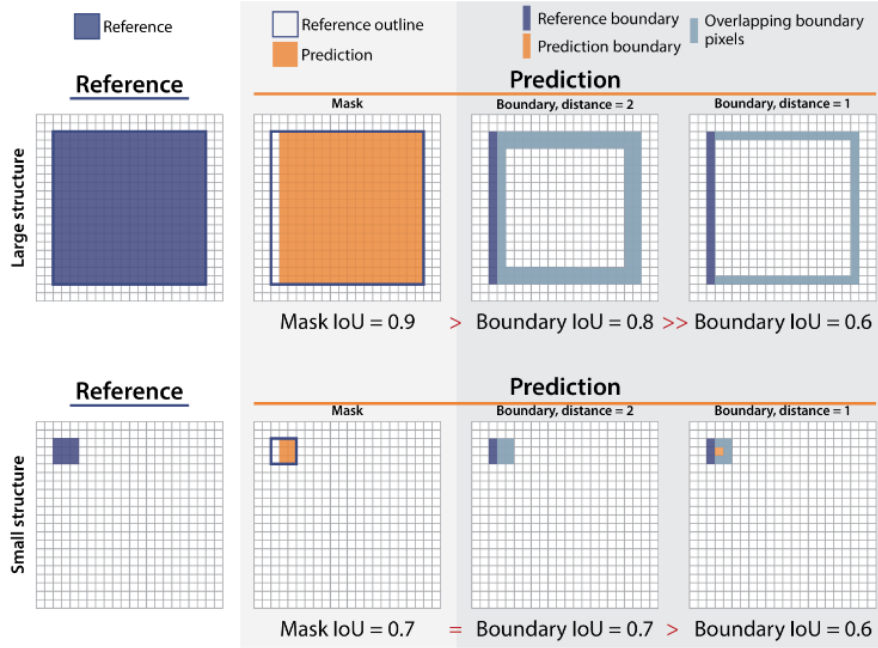 Reference
Reference outline
Prediction
Reference boundary
Prediction boundary
Overlapping boundary
pixels
Reference
Prediction
Mask
Boundary, distance = 2
Boundary, distance = 1
Large structure
Mask IoU = 0.9 > Boundary IoU = 0.8 >> Boundary IoU = 0.6
Reference
Prediction
Mask
Boundary, distance = 2
Boundary, distance = 1
Small structure
Mask IoU = 0.7 = Boundary IoU = 0.7 > Boundary IoU = 0.6